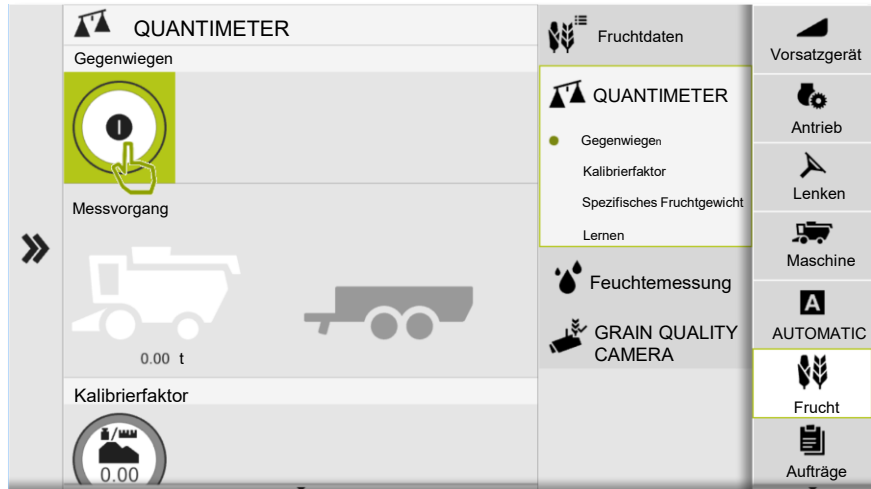 QUANTIMETER
Gegenwiegen
Messvorgang
0.00 t
Kalibrierfaktor
0.00
Fruchtdaten
QUANTIMETER
Gegenwiegen
Kalibrierfaktor
Spezifisches Fruchtgewicht
Lernen
Feuchtemessung
GRAIN QUALITY
CAMERA
Vorsatzgerät
Antrieb
Lenken
Maschine
A
AUTOMATIC
Frucht
Aufträge